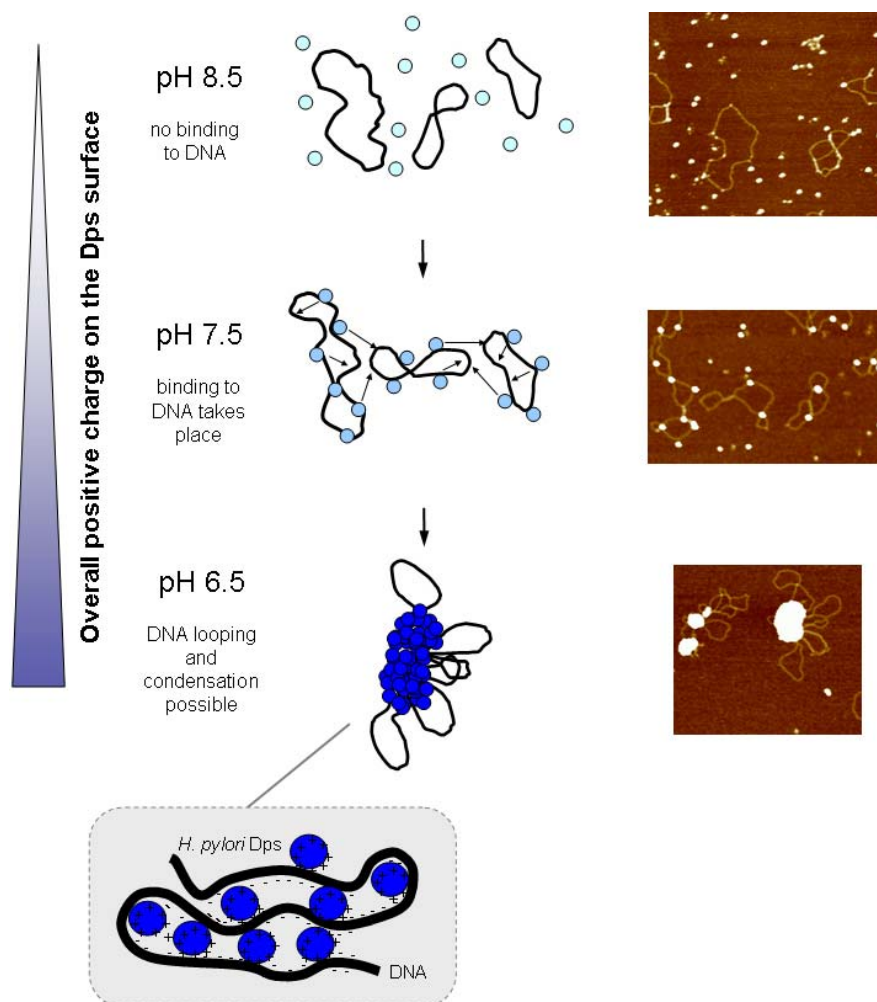 Overall positive charge on the Dps surface
pH 8.5
no binding
to DNA
pH 7.5
binding to
DNA takes
place
pH 6.5
DNA looping
and
condensation
possible
H. pylori Dps
DNA